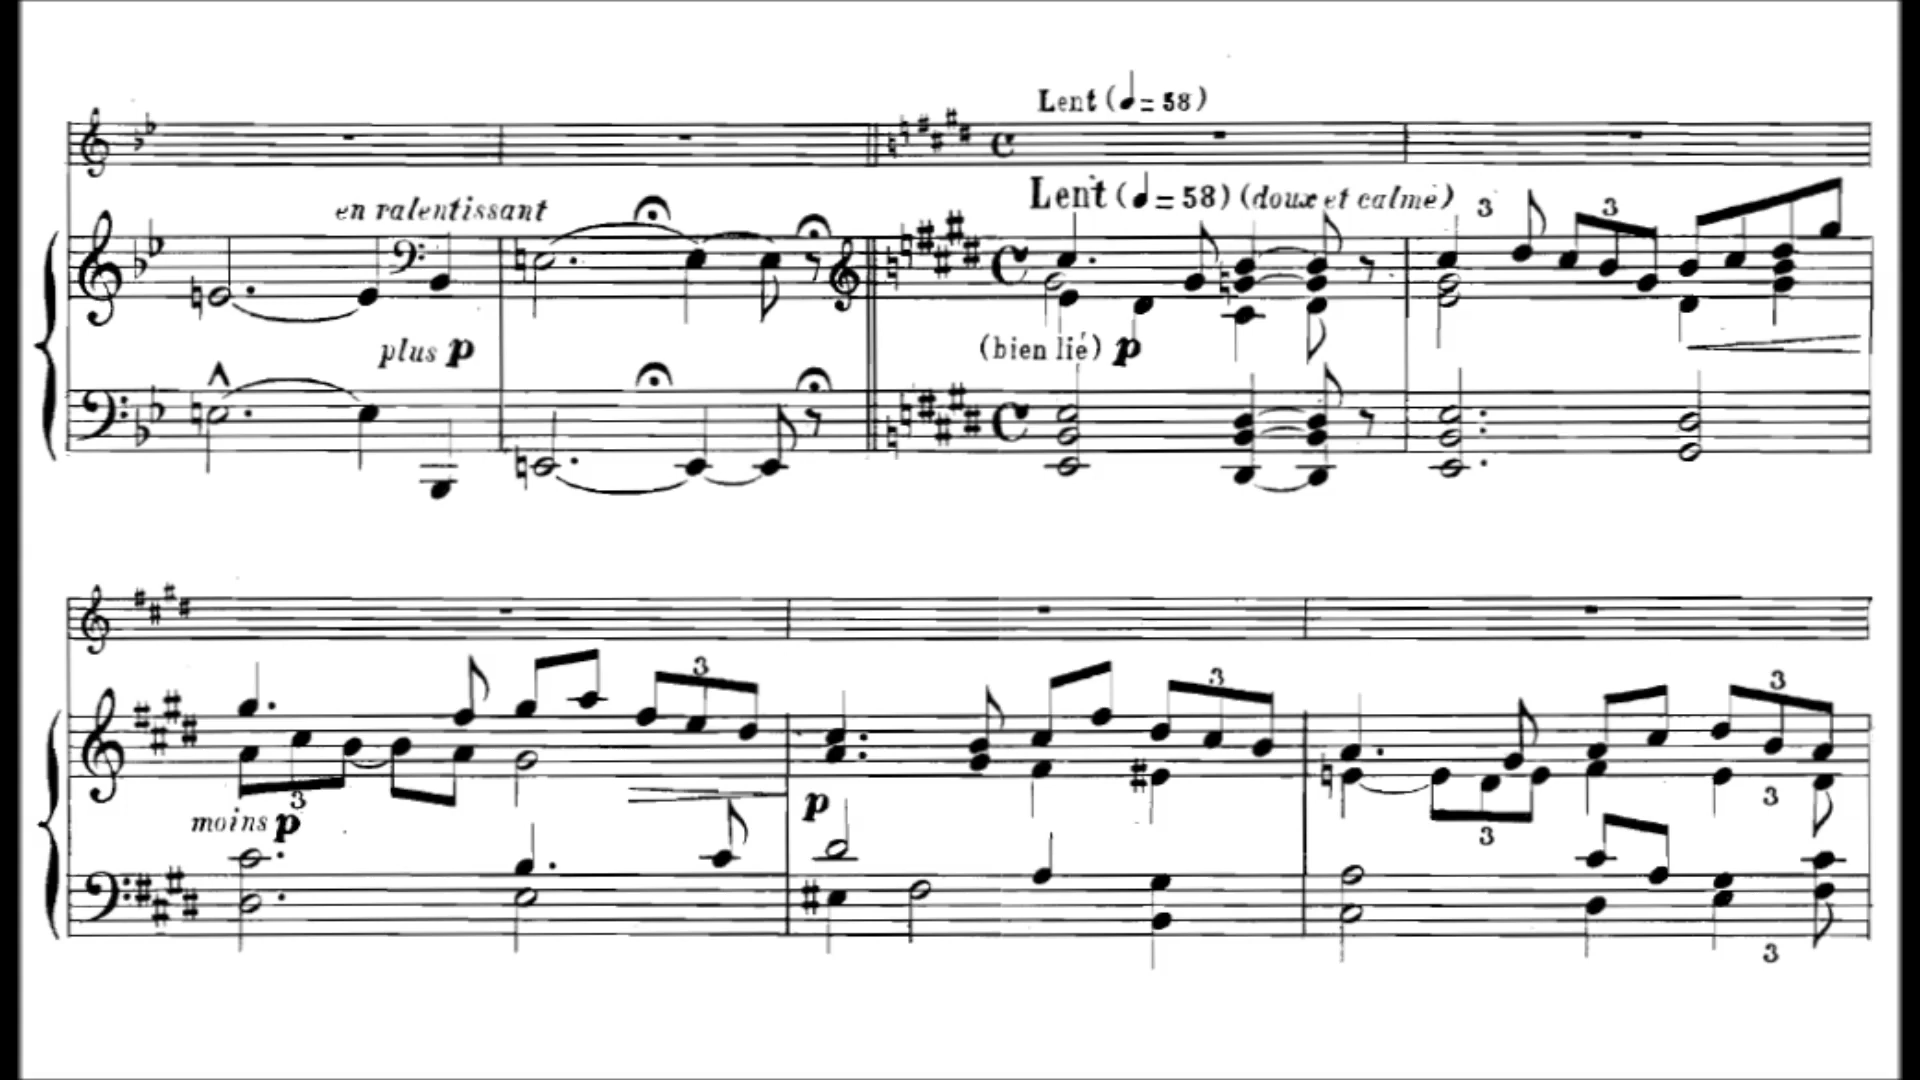 Lent (♩= 58)
en ralentissant
Lent (♩= 58) (doux et calme)
3 3
plus p
(bien lié) p
3
3 3 3
moins p
p
3
3
3